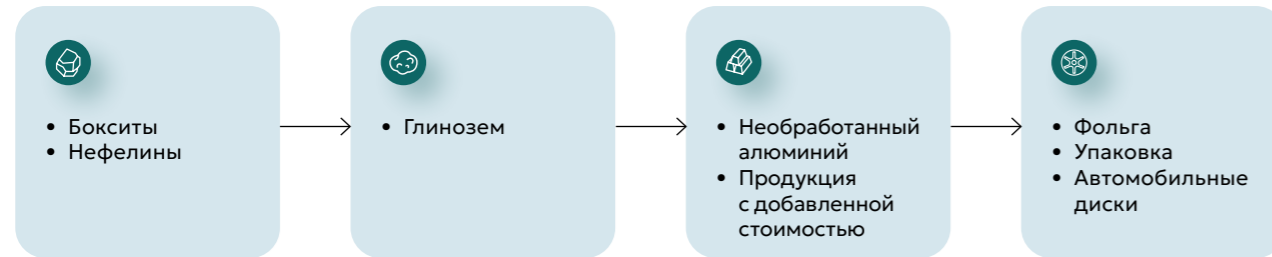 • Бокситы
• Нефелины
• Глинозем
• Необработанный
алюминий
• Продукция
с добавленной
стоимостью
• Фольга
• Упаковка
• Автомобильные
диски